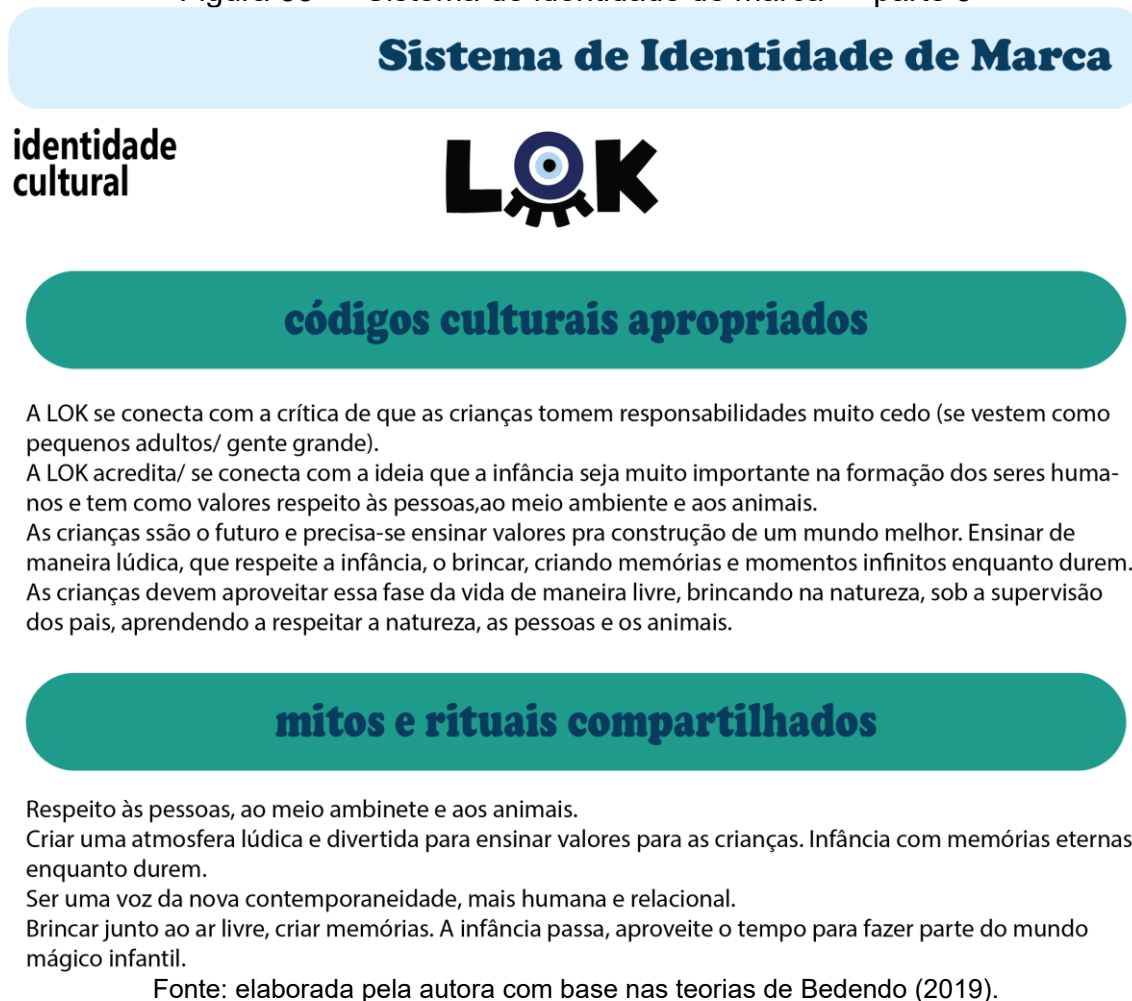 Sistema de Identidade de Marca
identidade
cultural
LOK
códigos culturais apropriados
A LOK se conecta com a crítica de que as crianças tomem responsabilidades muito cedo (se vestem como
pequenos adultos/ gente grande).
A LOK acredita/ se conecta com a ideia que a infância seja muito importante na formação dos seres huma-
nos e tem como valores respeito às pessoas,ao meio ambiente e aos animais.
As crianças ssão o futuro e precisa-se ensinar valores pra construção de um mundo melhor. Ensinar de
maneira lúdica, que respeite a infância, o brincar, criando memórias e momentos infinitos enquanto durem.
As crianças devem aproveitar essa fase da vida de maneira livre, brincando na natureza, sob a supervisão
dos pais, aprendendo a respeitar a natureza, as pessoas e os animais.
mitos e rituais compartilhados
Respeito às pessoas, ao meio ambinete e aos animais.
Criar uma atmosfera lúdica e divertida para ensinar valores para as crianças. Infância com memórias eternas
enquanto durem.
Ser uma voz da nova contemporaneidade, mais humana e relacional.
Brincar junto ao ar livre, criar memórias. A infância passa, aproveite o tempo para fazer parte do mundo
mágico infantil.
Fonte: elaborada pela autora com base nas teorias de Bedendo (2019).